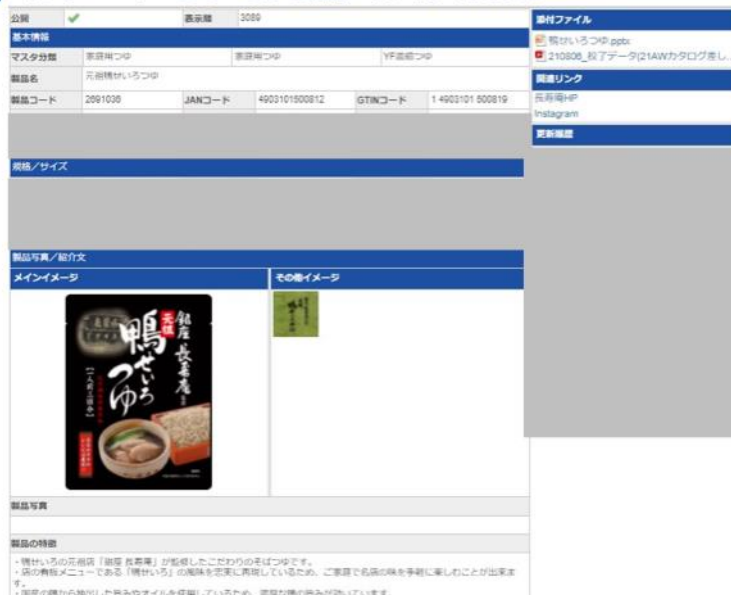 公開 表示順 3089
基本情報
マスタ分類 家庭用つゆ 家庭用つゆ YF直銷つゆ
製品名 元祖鴨せいろつゆ
製品コード 2691036 JANコード 4903101500812 GTINコード 1 4903101 500819
規格/サイズ
製品写真/紹介文
メインイメージ その他イメージ
銀座 長寿庵
元祖
鴨せいろつゆ
製品写真
製品の特徴
・鴨せいろの元祖店「銀座 長寿庵」が監修したこだわりのそばつゆです。
・店の看板メニューである「鴨せいろ」の風味を忠実に再現しているため、ご家庭で名店の味を手軽に楽しむことが出来ま
す。
添付ファイル
鴨せいろつゆ.pptx
210806_校了データ(21AWカタログ差し...
関連リンク
長寿庵HP
Instagram
更新履歴